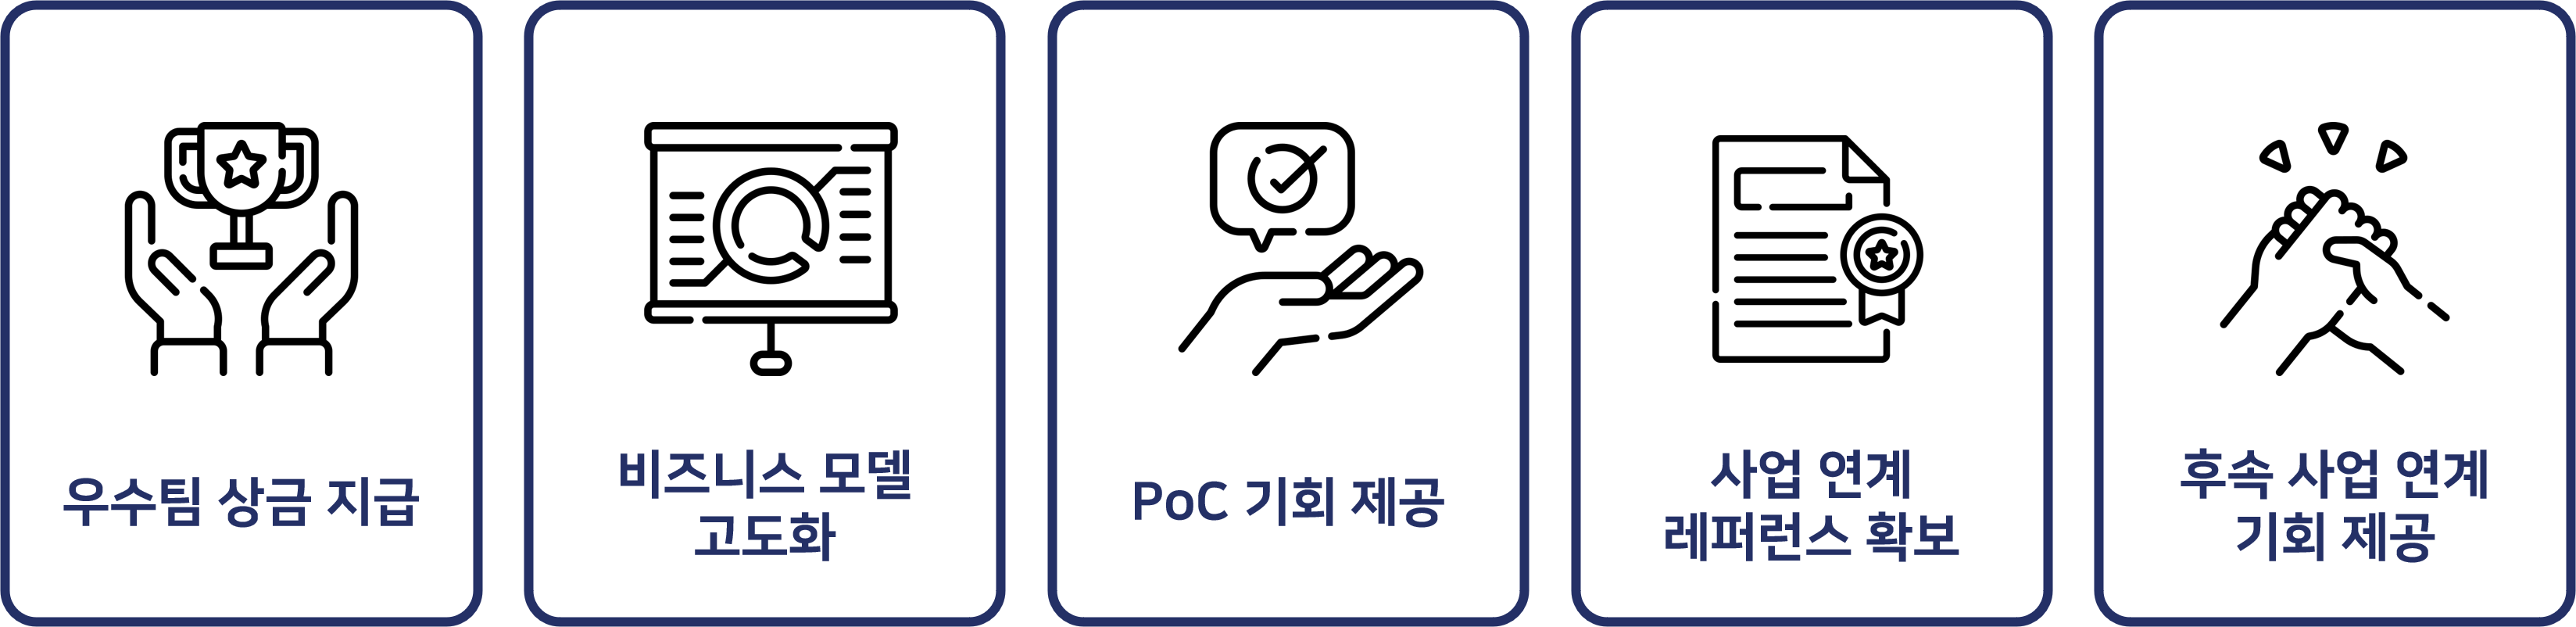 우수팀 상금 지급
비즈니스 모델
고도화
PoC 기회 제공
사업 연계
레퍼런스 확보
후속 사업 연계
기회 제공